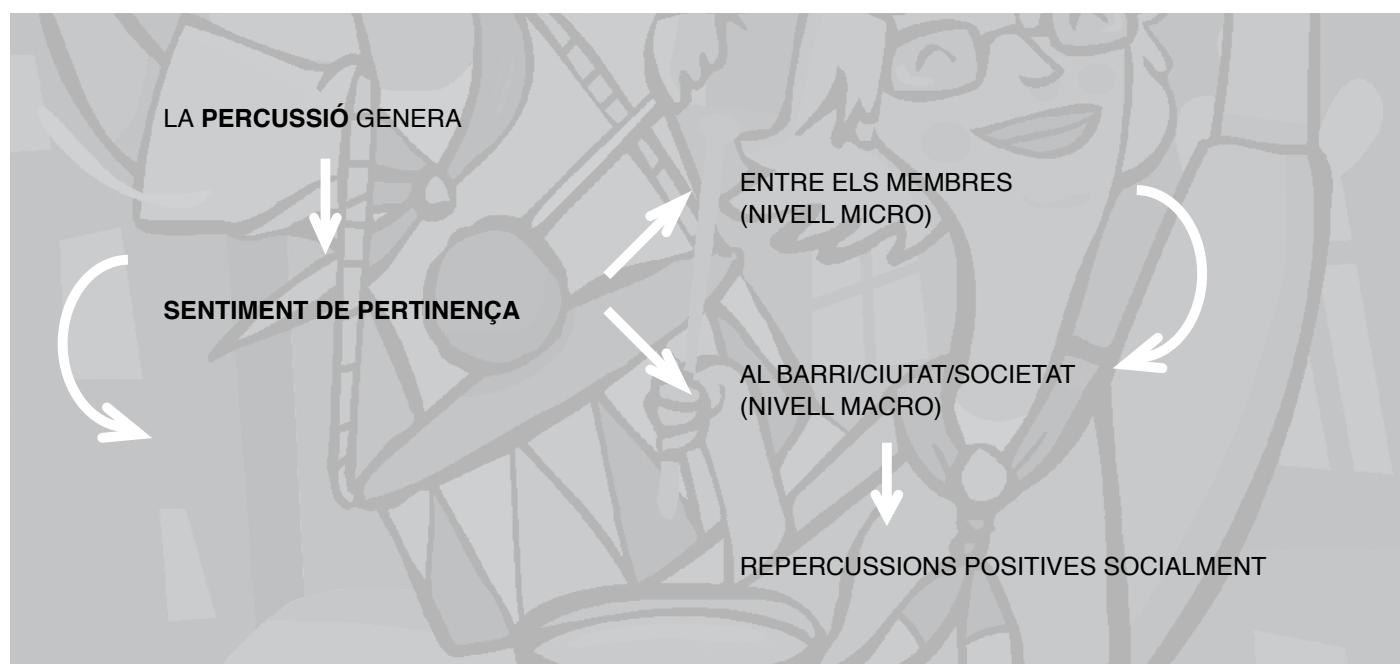 LA PERCUSSIÓ GENERA
SENTIMENT DE PERTINENÇA
ENTRE ELS MEMBRES
(NIVELL MICRO)
AL BARRI/CIUTAT/SOCIETAT
(NIVELL MACRO)
REPERCUSSIONS POSITIVES SOCIALMENT